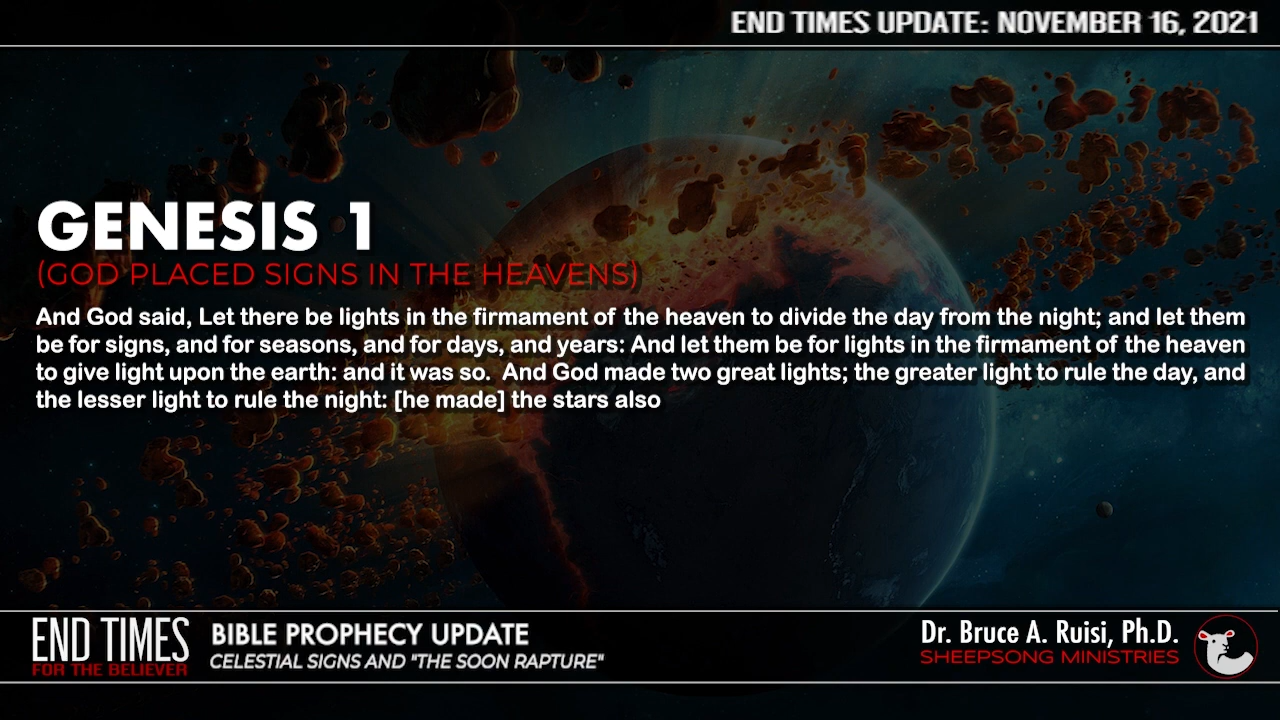 END TIMES UPDATE: NOVEMBER 16, 2021
GENESIS 1
(GOD PLACED SIGNS IN THE HEAVENS)
And God said, Let there be lights in the firmament of the heaven to divide the day from the night; and let them
be for signs, and for seasons, and for days, and years: And let them be for lights in the firmament of the heaven
to give light upon the earth: and it was so.  And God made two great lights; the greater light to rule the day, and
the lesser light to rule the night: [he made] the stars also
END TIMES
FOR THE BELIEVER
BIBLE PROPHECY UPDATE
CELESTIAL SIGNS AND "THE SOON RAPTURE"
Dr. Bruce A. Ruisi, Ph.D.
SHEEPSONG MINISTRIES